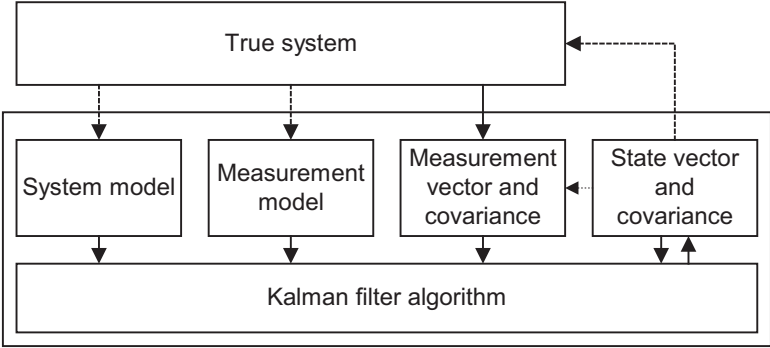 True system
System model
Measurement
model
Measurement
vector and
covariance
State vector
and
covariance
Kalman filter algorithm